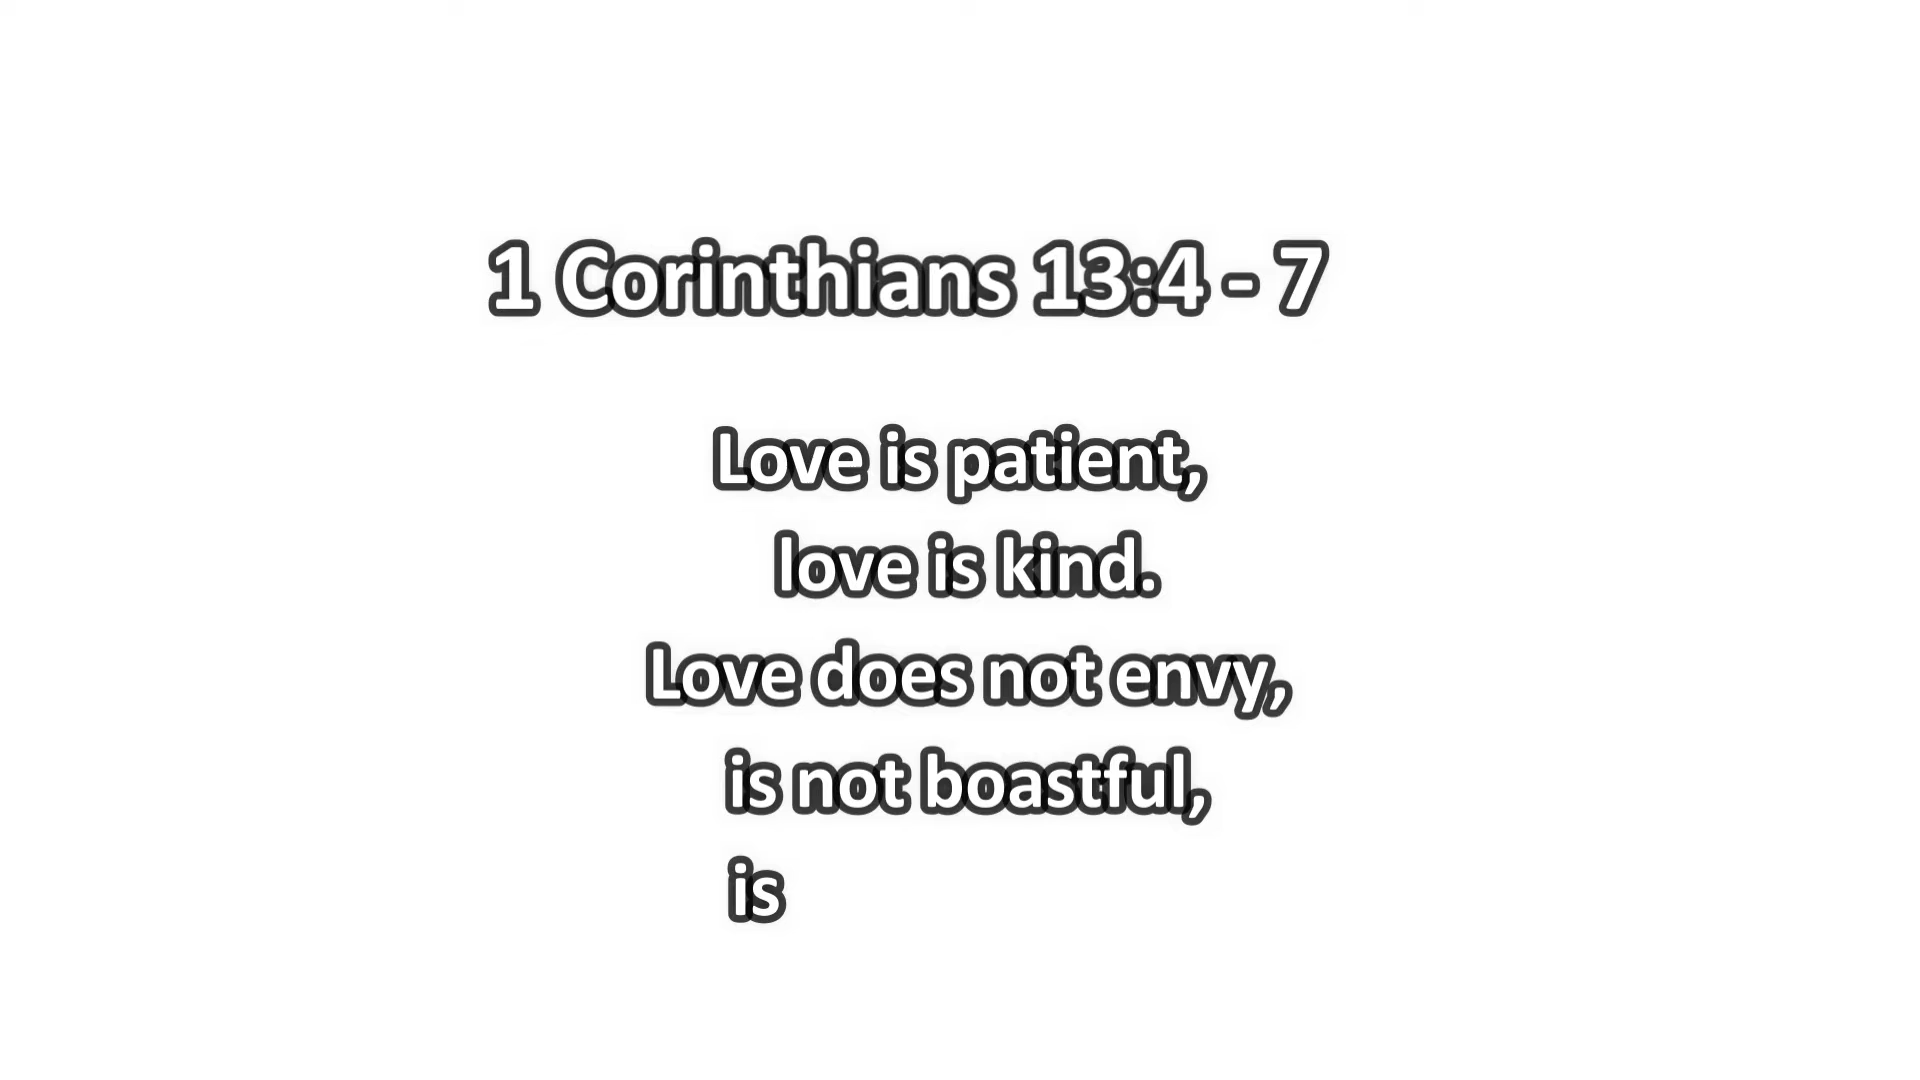 1 Corinthians 13:4 - 7
Love is patient,
love is kind.
Love does not envy,
is not boastful,
is